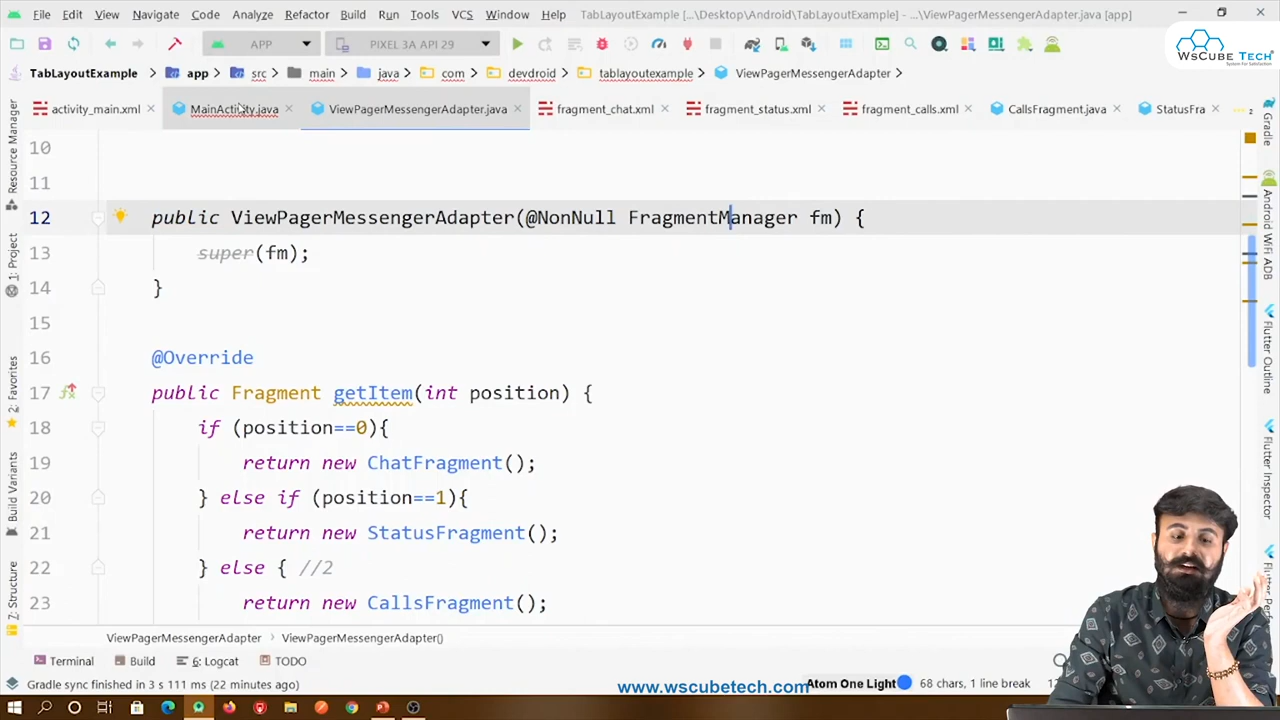 File Edit View Navigate Code Analyze Refactor Build Run Tools VCS Window Help TabLayoutExample [...\Desktop\Android\TabLayoutExample] - ...\ViewPagerMessengerAdapter.java [app]
WsCube Tech
System For Satisfaction
APP PIXEL 3A API 29
TabLayoutExample app src main java com devdroid tablayoutexample ViewPagerMessengerAdapter
activity_main.xml MainActivity.java ViewPagerMessengerAdapter.java fragment_chat.xml fragment_status.xml fragment_calls.xml CallsFragment.java StatusFra
10
11
12 public ViewPagerMessengerAdapter(@NonNull FragmentManager fm) {
13 super(fm);
14 }
15
16 @Override
17 public Fragment getItem(int position) {
18 if (position==0){
19 return new ChatFragment();
20 } else if (position==1){
21 return new StatusFragment();
22 } else { //2
23 return new CallsFragment();
ViewPagerMessengerAdapter ViewPagerMessengerAdapter()
Terminal Build 6: Logcat TODO
Gradle sync finished in 3 s 111 ms (22 minutes ago)
www.wscubetech.com
Atom One Light 68 chars, 1 line break
Resource Manager
1: Project
2: Favorites
Build Variants
7: Structure
Gradle
Android WiFi ADB
Flutter Outline
Flutter Inspector